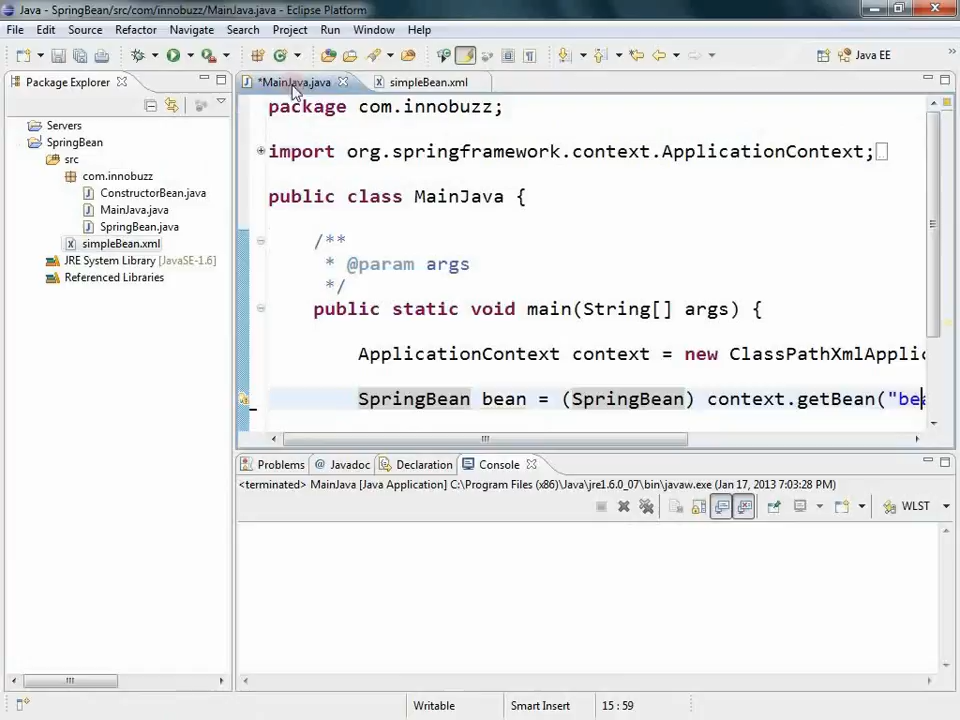 Java - SpringBean/src/com/innobuzz/MainJava.java - Eclipse Platform
File Edit Source Refactor Navigate Search Project Run Window Help
Java EE
Package Explorer
*MainJava.java simpleBean.xml
Servers
SpringBean
src
com.innobuzz
ConstructorBean.java
MainJava.java
SpringBean.java
simpleBean.xml
JRE System Library [JavaSE-1.6]
Referenced Libraries
package com.innobuzz;
import org.springframework.context.ApplicationContext;
public class MainJava {
/**
* @param args
*/
public static void main(String[] args) {
ApplicationContext context = new ClassPathXmlApplic
SpringBean bean = (SpringBean) context.getBean("bea
Problems Javadoc Declaration Console
<terminated> MainJava [Java Application] C:\Program Files (x86)\Java\jre1.6.0_07\bin\javaw.exe (Jan 17, 2013 7:03:28 PM)
WLST
Writable Smart Insert 15 : 59